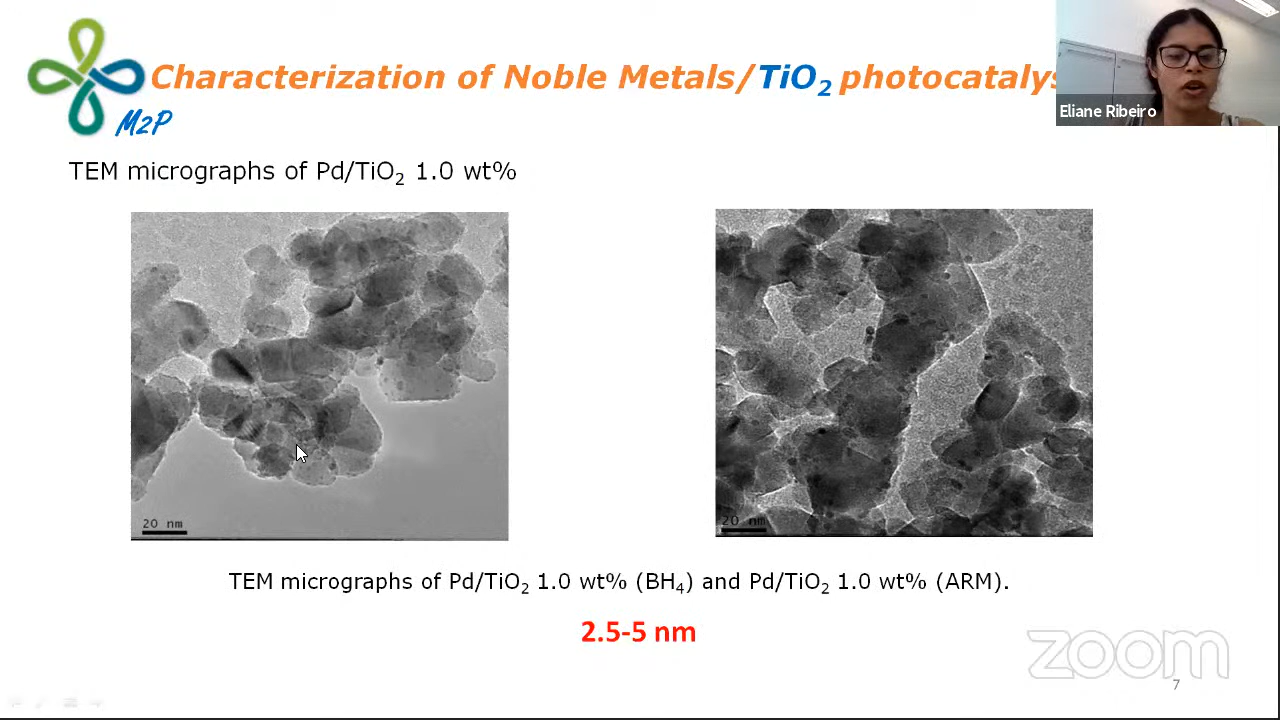 Characterization of Noble Metals/TiO2 photocatalys
M2P
Eliane Ribeiro
TEM micrographs of Pd/TiO2 1.0 wt%
20 nm
20 nm
TEM micrographs of Pd/TiO2 1.0 wt% (BH4) and Pd/TiO2 1.0 wt% (ARM).
2.5-5 nm
zoom
7